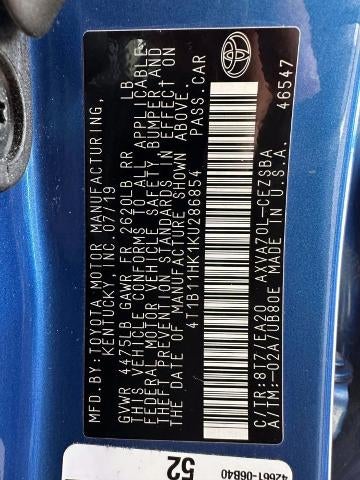 MFD.BY:TOYOTA MOTOR MANUFACTURING,
KENTUCKY,INC. 07/19
GVWR 4475LB GAWR FR 2620LB RR LB
THIS VEHICLE CONFORMS TO ALL APPLICABLE
FEDERAL MOTOR VEHICLE SAFETY, BUMPER AND
THEFT PREVENTION STANDARDS IN EFFECT ON
THE DATE OF MANUFACTURE SHOWN ABOVE.
4T1B11HK1KU286854 PASS.CAR
C/TR:8T7/EA20 AXVA70L-CEZSBA
A/TM:-02A/UB80E MADE IN U.S.A. 46547
42661-06B40
52